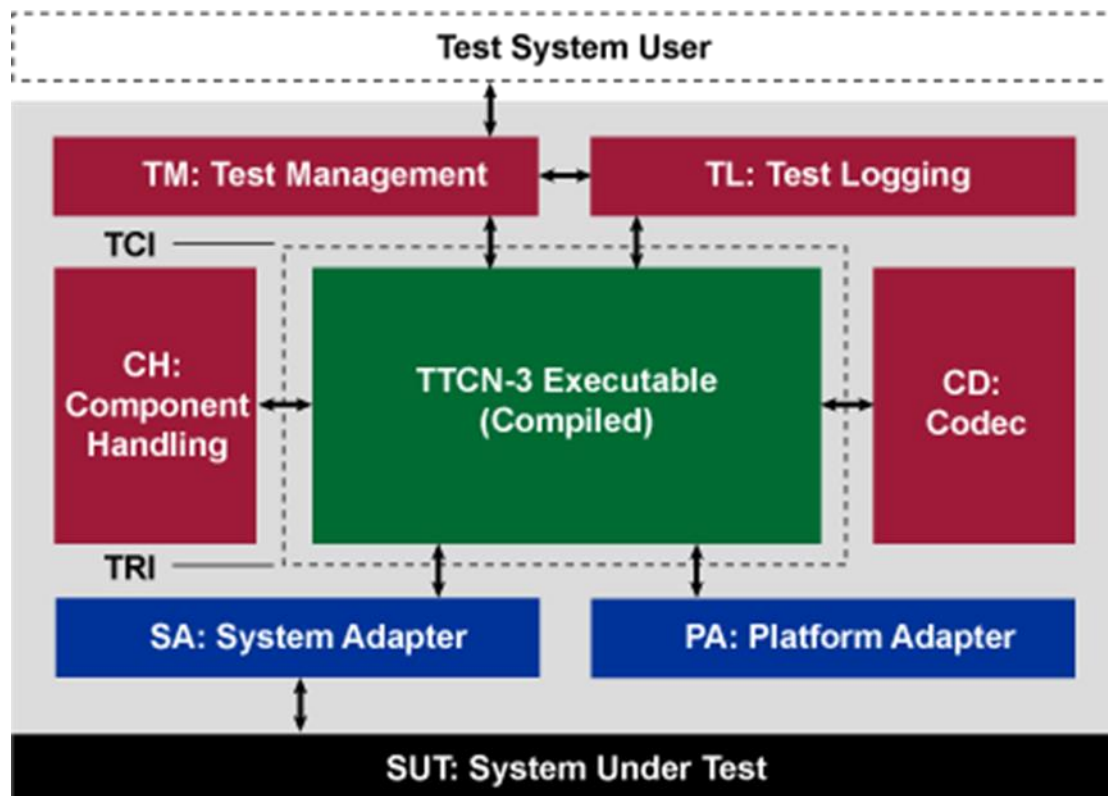 Test System User
TM: Test Management
TL: Test Logging
TCI
CH:
Component
Handling
TTCN-3 Executable
(Compiled)
CD:
Codec
TRI
SA: System Adapter
PA: Platform Adapter
SUT: System Under Test